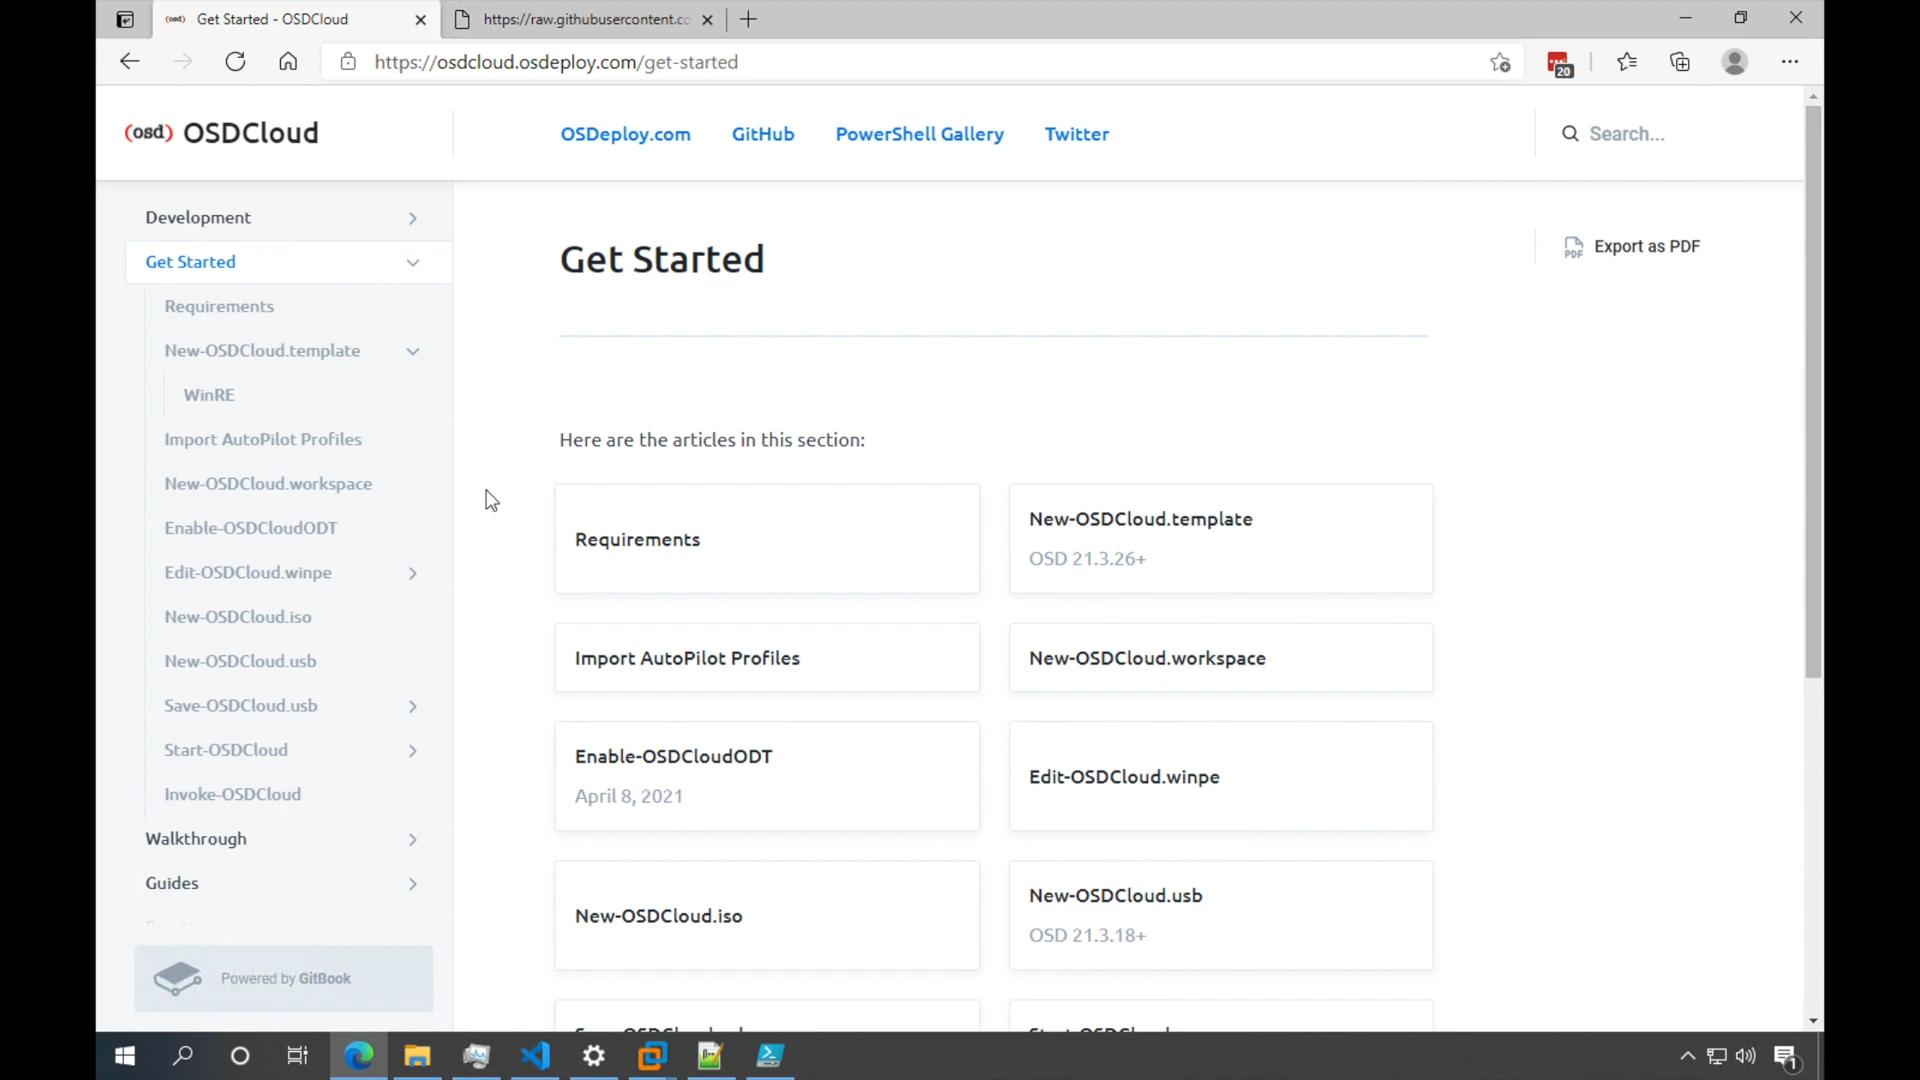 Get Started - OSDCloud
https://raw.githubusercontent.cc
https://osdcloud.osdeploy.com/get-started
20
(osd) OSDCloud
OSDeploy.com
GitHub
PowerShell Gallery
Twitter
Search...
Development
Get Started
Requirements
New-OSDCloud.template
WinRE
Import AutoPilot Profiles
New-OSDCloud.workspace
Enable-OSDCloudODT
Edit-OSDCloud.winpe
New-OSDCloud.iso
New-OSDCloud.usb
Save-OSDCloud.usb
Start-OSDCloud
Invoke-OSDCloud
Walkthrough
Guides
Powered by GitBook
Get Started
PDF
Export as PDF
Here are the articles in this section:
Requirements
New-OSDCloud.template
OSD 21.3.26+
Import AutoPilot Profiles
New-OSDCloud.workspace
Enable-OSDCloudODT
April 8, 2021
Edit-OSDCloud.winpe
New-OSDCloud.iso
New-OSDCloud.usb
OSD 21.3.18+
1